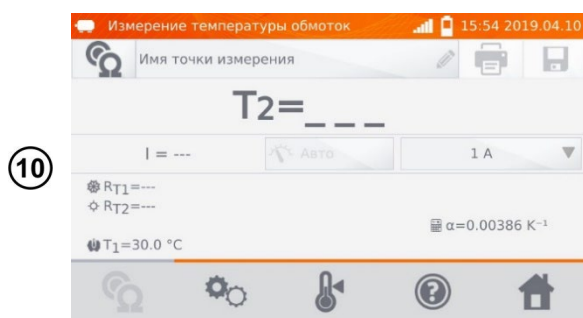 Измерение температуры обмоток 15:54 2019.04.10
Имя точки измерения
T2=_ _ _
10
I = --- Авто 1 A
RT1=---
RT2=---
α=0.00386 K⁻¹
T1=30.0 °C